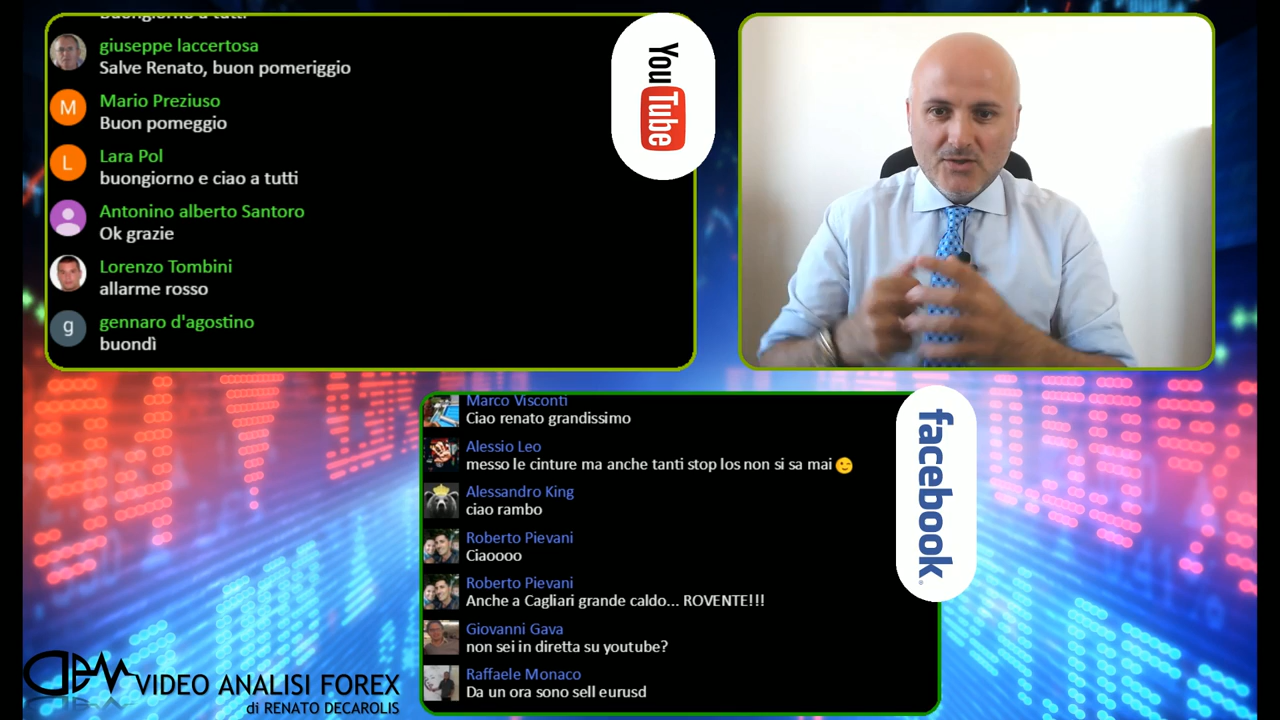 Buongiorno a tutti
giuseppe laccertosa
Salve Renato, buon pomeriggio
M
Mario Preziuso
Buon pomeggio
L
Lara Pol
buongiorno e ciao a tutti
Antonino alberto Santoro
Ok grazie
Lorenzo Tombini
allarme rosso
g
gennaro d'agostino
buondì
YouTube
Marco Visconti
Ciao renato grandissimo
Alessio Leo
messo le cinture ma anche tanti stop los non si sa mai 😉
Alessandro King
ciao rambo
Roberto Pievani
Ciaoooo
Roberto Pievani
Anche a Cagliari grande caldo... ROVENTE!!!
Giovanni Gava
non sei in diretta su youtube?
Raffaele Monaco
Da un ora sono sell eurusd
facebook
VIDEO ANALISI FOREX
di RENATO DECAROLIS